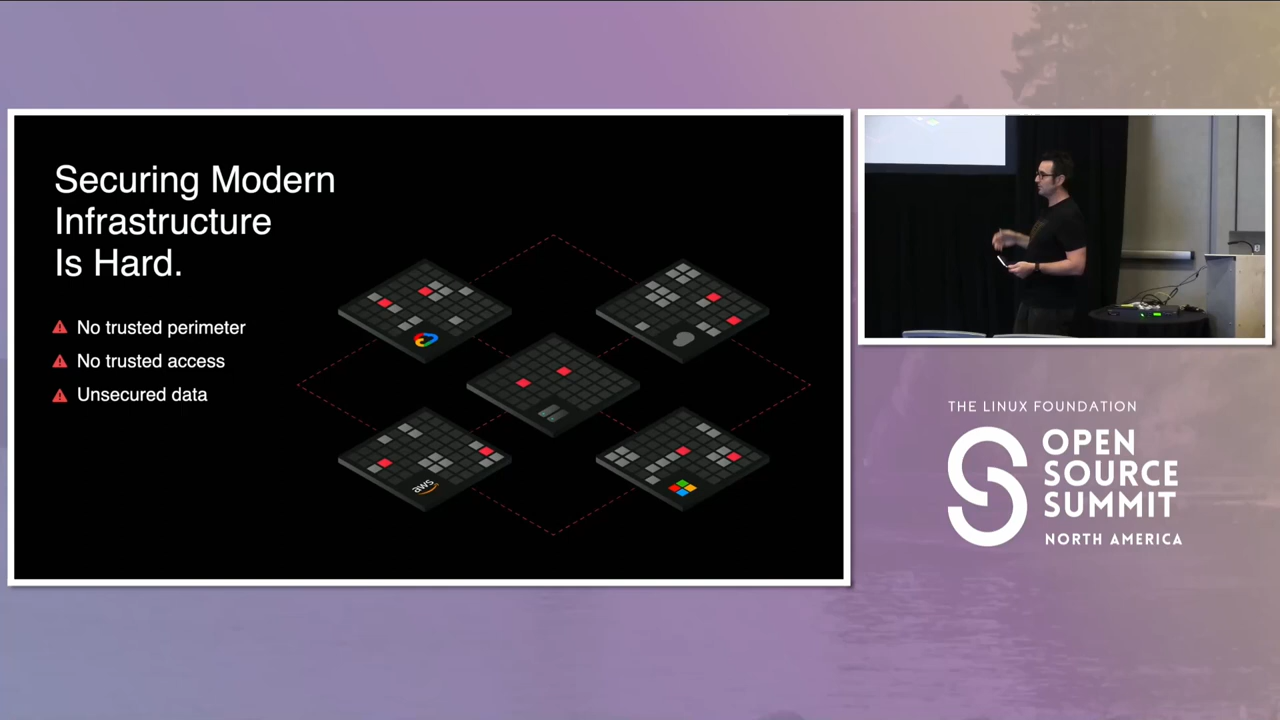 Securing Modern
Infrastructure
Is Hard.
No trusted perimeter
No trusted access
Unsecured data
aws
THE LINUX FOUNDATION
OPEN
SOURCE
SUMMIT
NORTH AMERICA